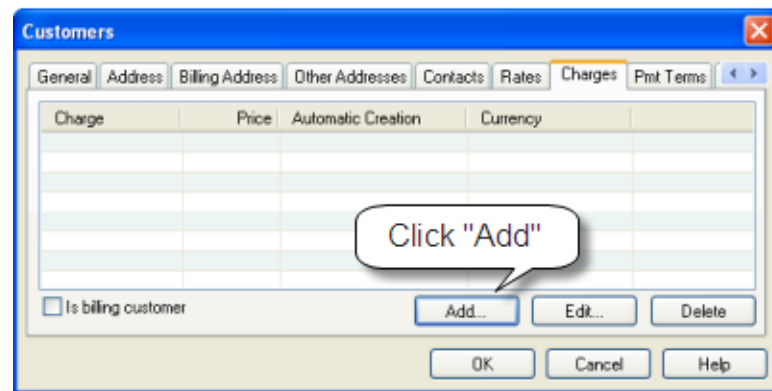 Customers
General Address Billing Address Other Addresses Contacts Rates Charges Pmt Terms
Charge Price Automatic Creation Currency
Click "Add"
Is billing customer Add... Edit... Delete
OK Cancel Help